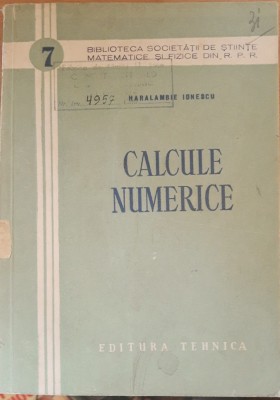 7
BIBLIOTECA SOCIETĂȚII DE ȘTIINȚE
MATEMATICE ȘI FIZICE DIN R. P. R.
4957
HARALAMBIE IONESCU
CALCULE
NUMERICE
EDITURA TEHNICA